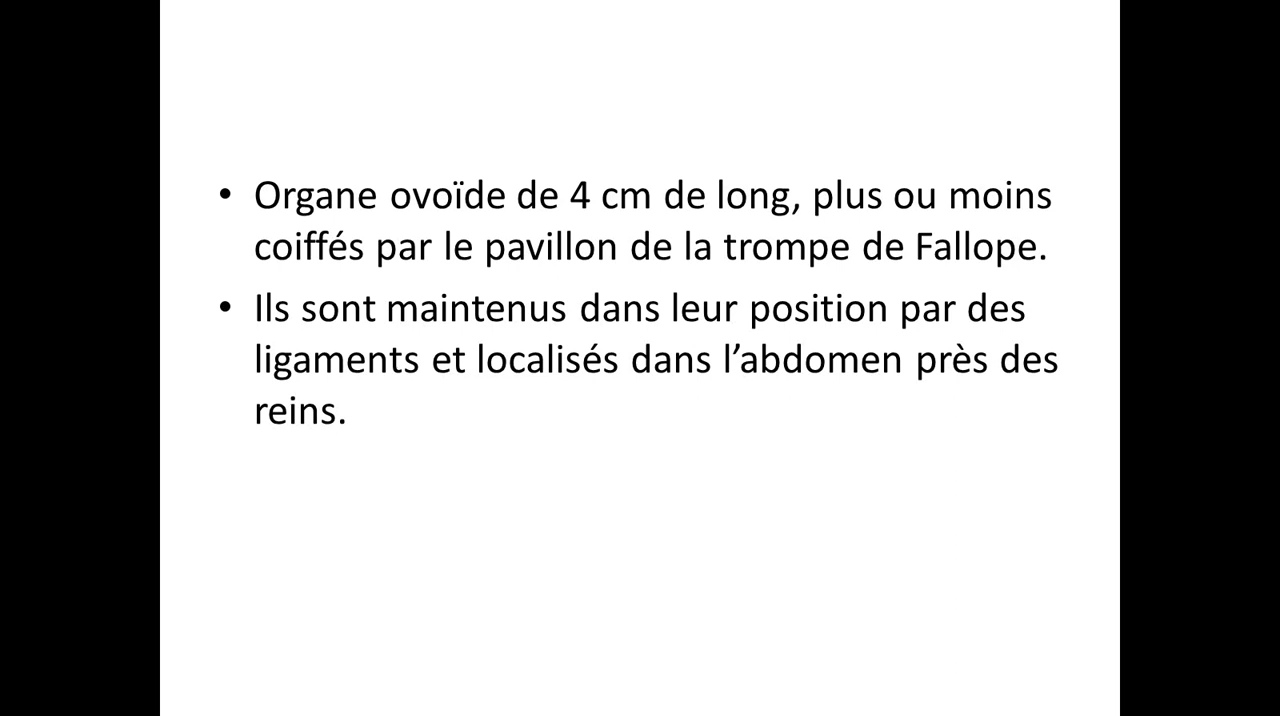 • Organe ovoïde de 4 cm de long, plus ou moins
coiffés par le pavillon de la trompe de Fallope.
• Ils sont maintenus dans leur position par des
ligaments et localisés dans l’abdomen près des
reins.